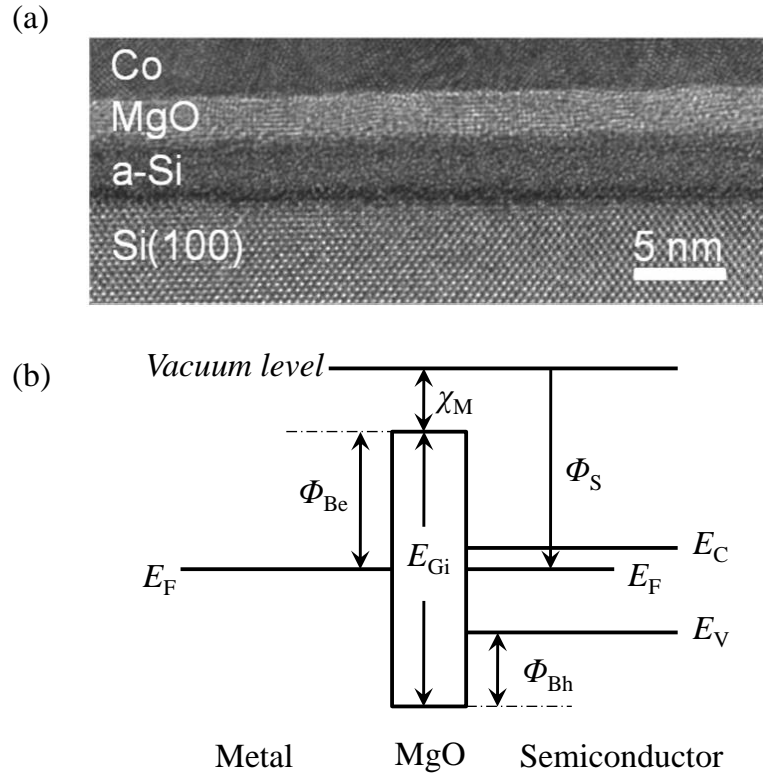 (a)
Co
MgO
a-Si
Si(100)
5 nm
(b)
Vacuum level
χM
ΦBe
ΦS
EGi
EC
EF
EF
EV
ΦBh
Metal
MgO
Semiconductor